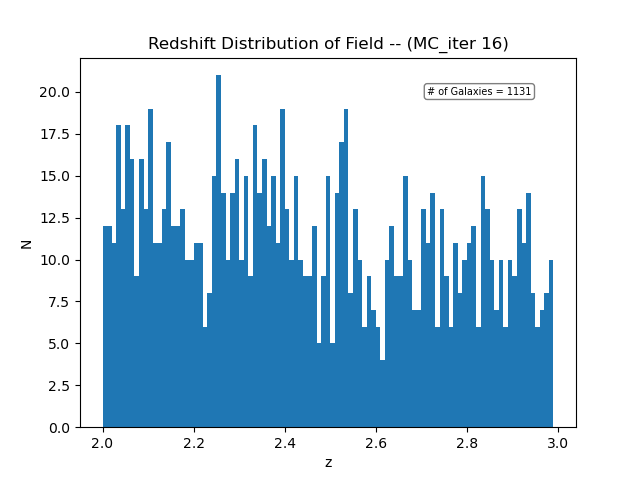 Redshift Distribution of Field -- (MC_iter 16)
# of Galaxies = 1131
20.0
17.5
15.0
12.5
10.0
7.5
5.0
2.5
0.0
N
2.0 2.2 2.4 2.6 2.8 3.0
z